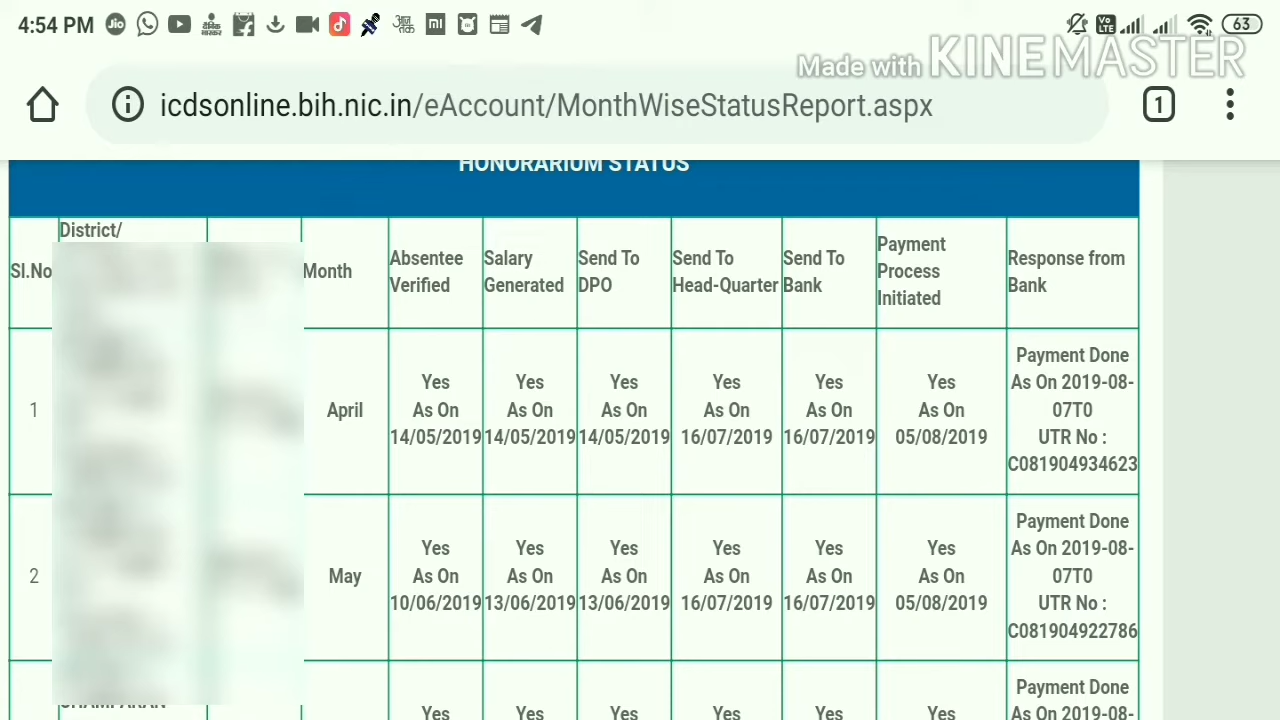 4:54 PM
63
Made with KINEMASTER
icdsonline.bih.nic.in/eAccount/MonthWiseStatusReport.aspx
1
HONORARIUM STATUS
Sl.No
District/
Month
Absentee
Verified
Salary
Generated
Send To
DPO
Send To
Head-Quarter
Send To
Bank
Payment
Process
Initiated
Response from
Bank
1
April
Yes
As On
14/05/2019
Yes
As On
14/05/2019
Yes
As On
14/05/2019
Yes
As On
16/07/2019
Yes
As On
16/07/2019
Yes
As On
05/08/2019
Payment Done
As On 2019-08-
07T0
UTR No :
C081904934623
2
May
Yes
As On
10/06/2019
Yes
As On
13/06/2019
Yes
As On
13/06/2019
Yes
As On
16/07/2019
Yes
As On
16/07/2019
Yes
As On
05/08/2019
Payment Done
As On 2019-08-
07T0
UTR No :
C081904922786
Yes
Yes
Yes
Yes
Yes
Yes
Payment Done
As On 2019-08-